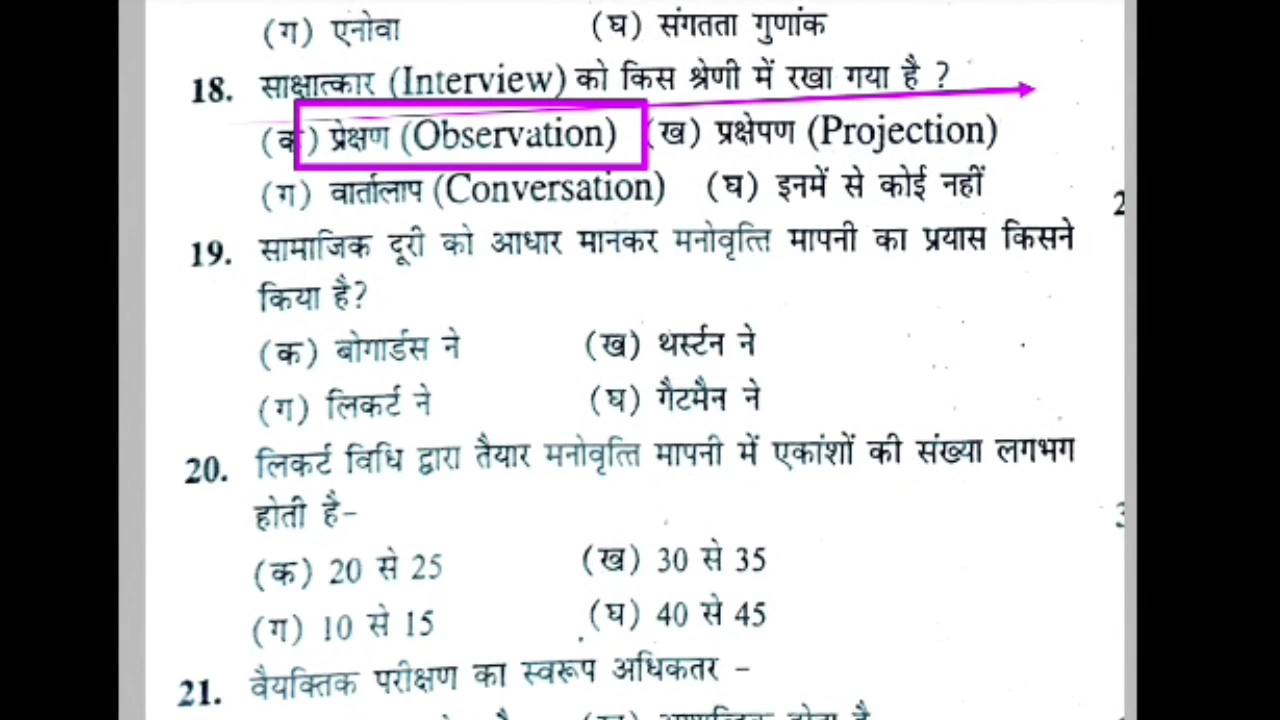 (ग) एनोवा (घ) संगतता गुणांक
18. साक्षात्कार (Interview) को किस श्रेणी में रखा गया है ?
(क) प्रेक्षण (Observation) (ख) प्रक्षेपण (Projection)
(ग) वार्तालाप (Conversation) (घ) इनमें से कोई नहीं
19. सामाजिक दूरी को आधार मानकर मनोवृत्ति मापनी का प्रयास किसने
किया है?
(क) बोगार्डस ने (ख) थर्स्टन ने
(ग) लिकर्ट ने (घ) गैटमैन ने
20. लिकर्ट विधि द्वारा तैयार मनोवृत्ति मापनी में एकांशों की संख्या लगभग
होती है–
(क) 20 से 25 (ख) 30 से 35
(ग) 10 से 15 (घ) 40 से 45
21. वैयक्तिक परीक्षण का स्वरूप अधिकतर –